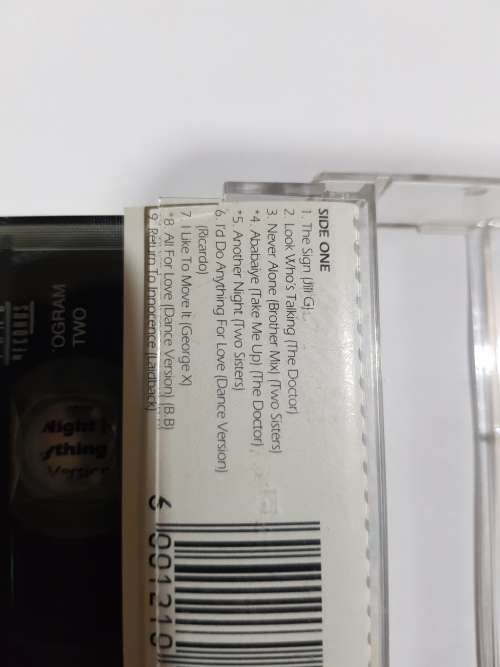 SIDE ONE
1. The Sign (Jill G)
2. Look Who's Talking (The Doctor)
3. Never Alone (Brother Mix) (Two Sisters)
*4. Ababaiye (Take Me Up) (The Doctor)
*5. Another Night (Two Sisters)
6. I'd Do Anything For Love (Dance Version)
(Ricardo)
7. I Like To Move It (George X)
*8. All For Love (Dance Version) (B.B)
9. Return To Innocence (Laidback)
6 001210
TWO
Night
Version